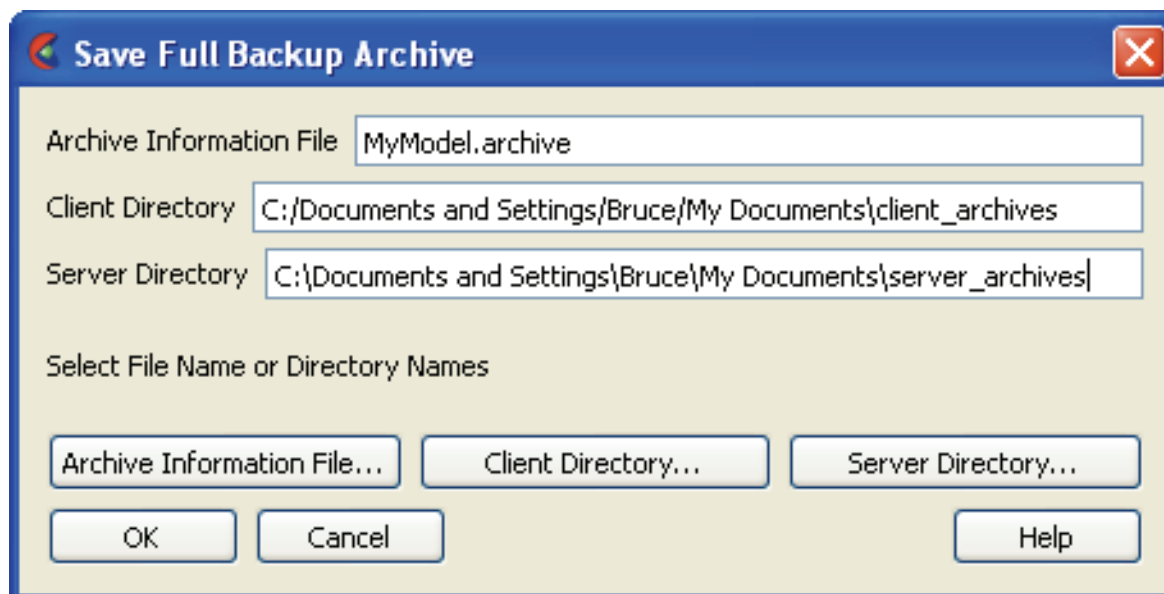 Save Full Backup Archive
Archive Information File MyModel.archive
Client Directory C:/Documents and Settings/Bruce/My Documents\client_archives
Server Directory C:\Documents and Settings\Bruce\My Documents\server_archives
Select File Name or Directory Names
Archive Information File... Client Directory... Server Directory...
OK Cancel Help